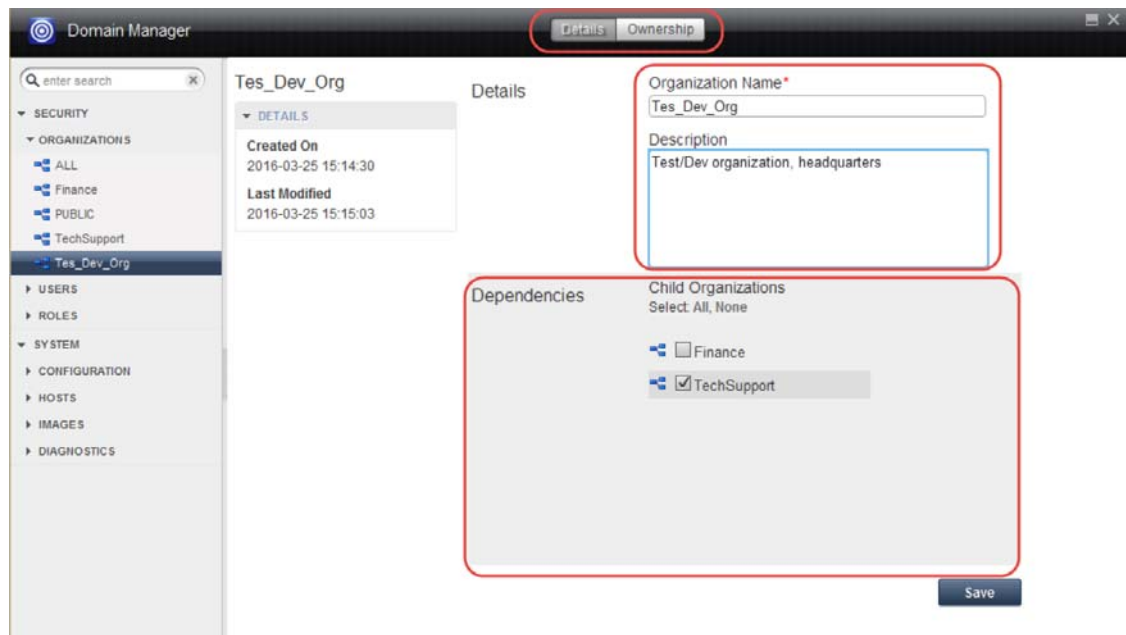 Domain Manager
Details Ownership
enter search
SECURITY
ORGANIZATIONS
ALL
Finance
PUBLIC
TechSupport
Tes_Dev_Org
USERS
ROLES
SYSTEM
CONFIGURATION
HOSTS
IMAGES
DIAGNOSTICS
Tes_Dev_Org
DETAILS
Created On
2016-03-25 15:14:30
Last Modified
2016-03-25 15:15:03
Details
Organization Name*
Tes_Dev_Org
Description
Test/Dev organization, headquarters
Dependencies
Child Organizations
Select: All, None
Finance
TechSupport
Save